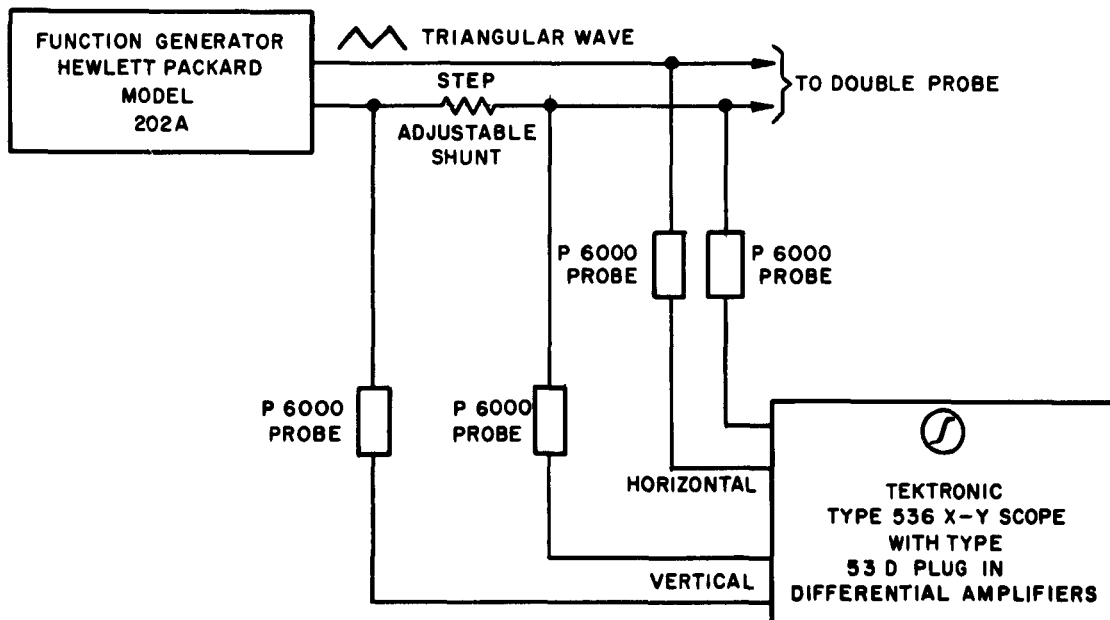 FUNCTION GENERATOR
HEWLETT PACKARD
MODEL
202A
TRIANGULAR WAVE
STEP
ADJUSTABLE
SHUNT
TO DOUBLE PROBE
P 6000
PROBE
P 6000
PROBE
P 6000
PROBE
P 6000
PROBE
HORIZONTAL
VERTICAL
TEKTRONIC
TYPE 536 X-Y SCOPE
WITH TYPE
53 D PLUG IN
DIFFERENTIAL AMPLIFIERS